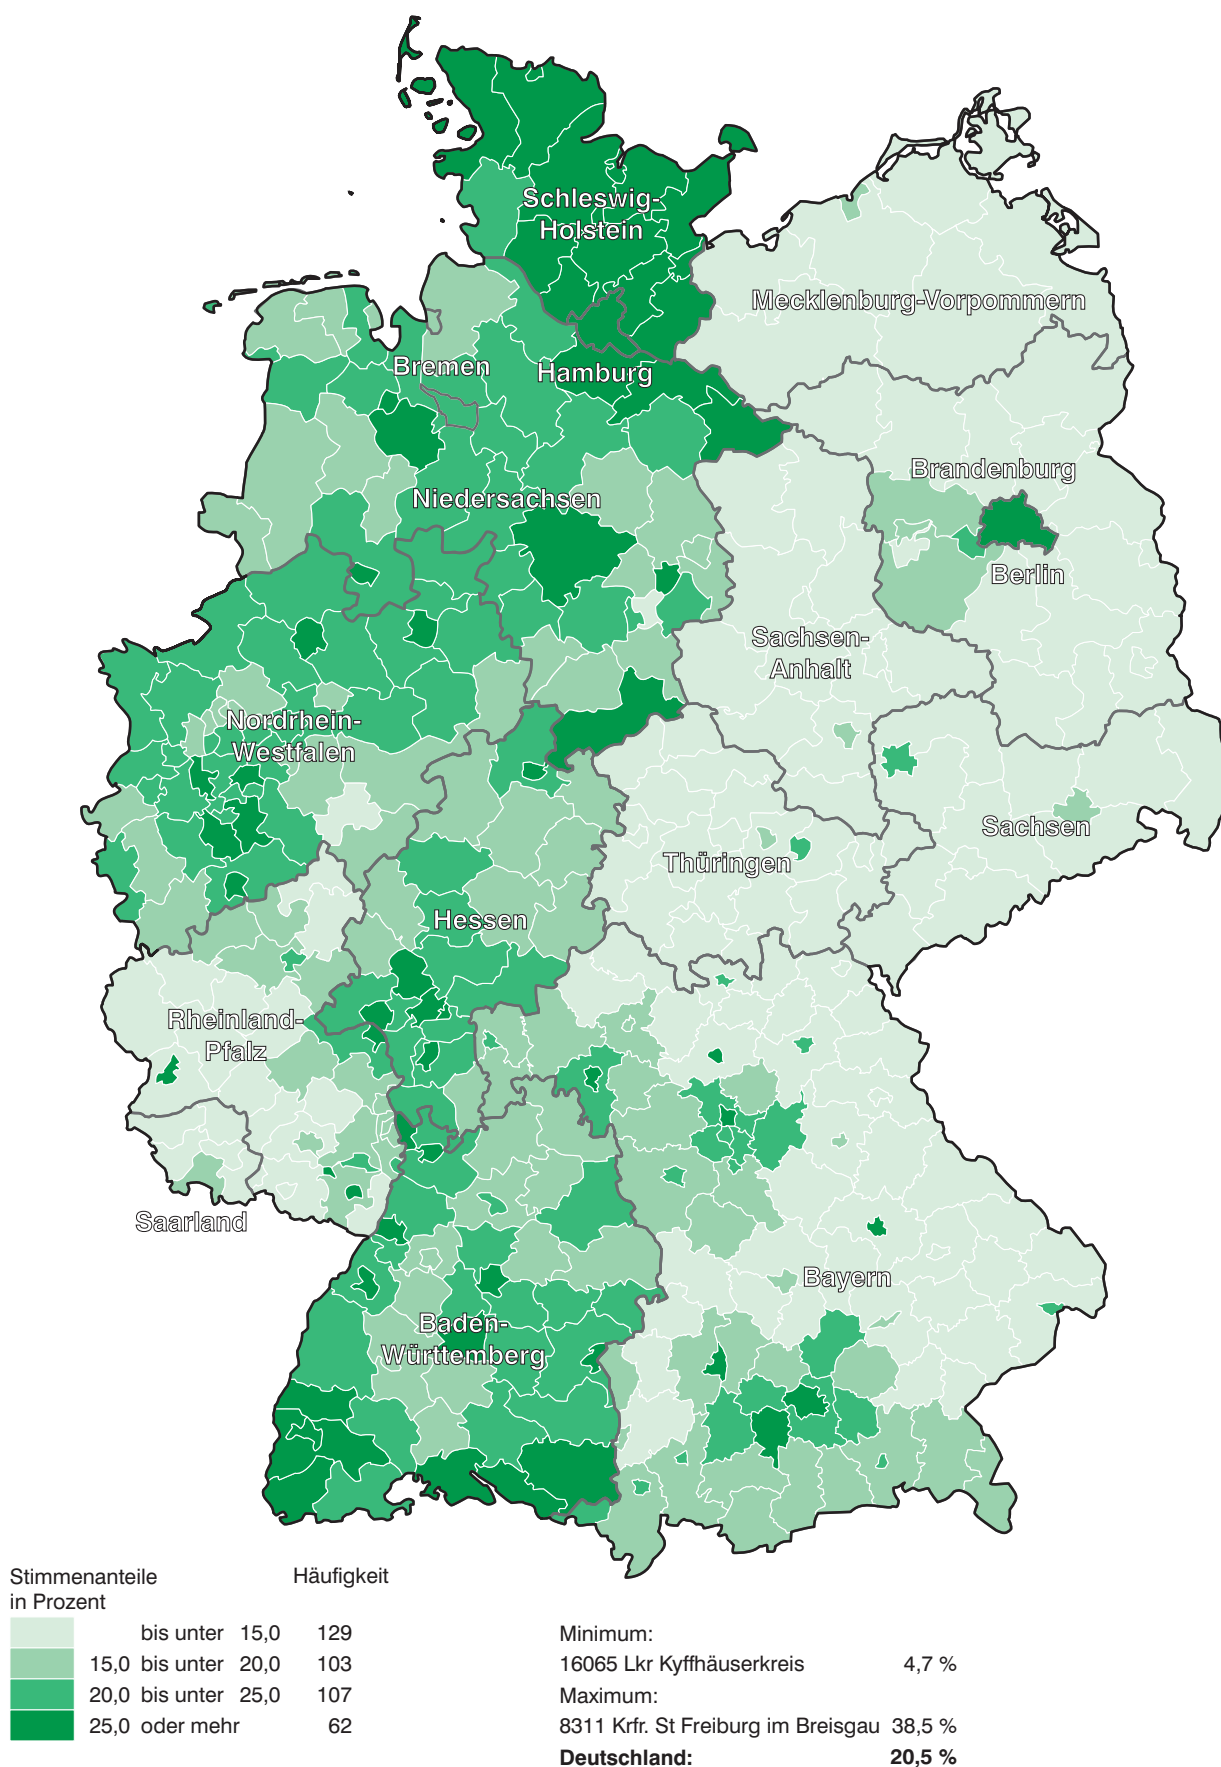 Schleswig-
Holstein
Mecklenburg-Vorpommern
Bremen
Hamburg
Brandenburg
Niedersachsen
Berlin
Sachsen-
Anhalt
Nordrhein-
Westfalen
Sachsen
Thüringen
Hessen
Rheinland-
Pfalz
Saarland
Bayern
Baden-
Württemberg
Stimmenanteile
in Prozent
Häufigkeit
bis unter 15,0 129
15,0 bis unter 20,0 103
20,0 bis unter 25,0 107
25,0 oder mehr 62
Minimum:
16065 Lkr Kyffhäuserkreis 4,7 %
Maximum:
8311 Krfr. St Freiburg im Breisgau 38,5 %
Deutschland: 20,5 %